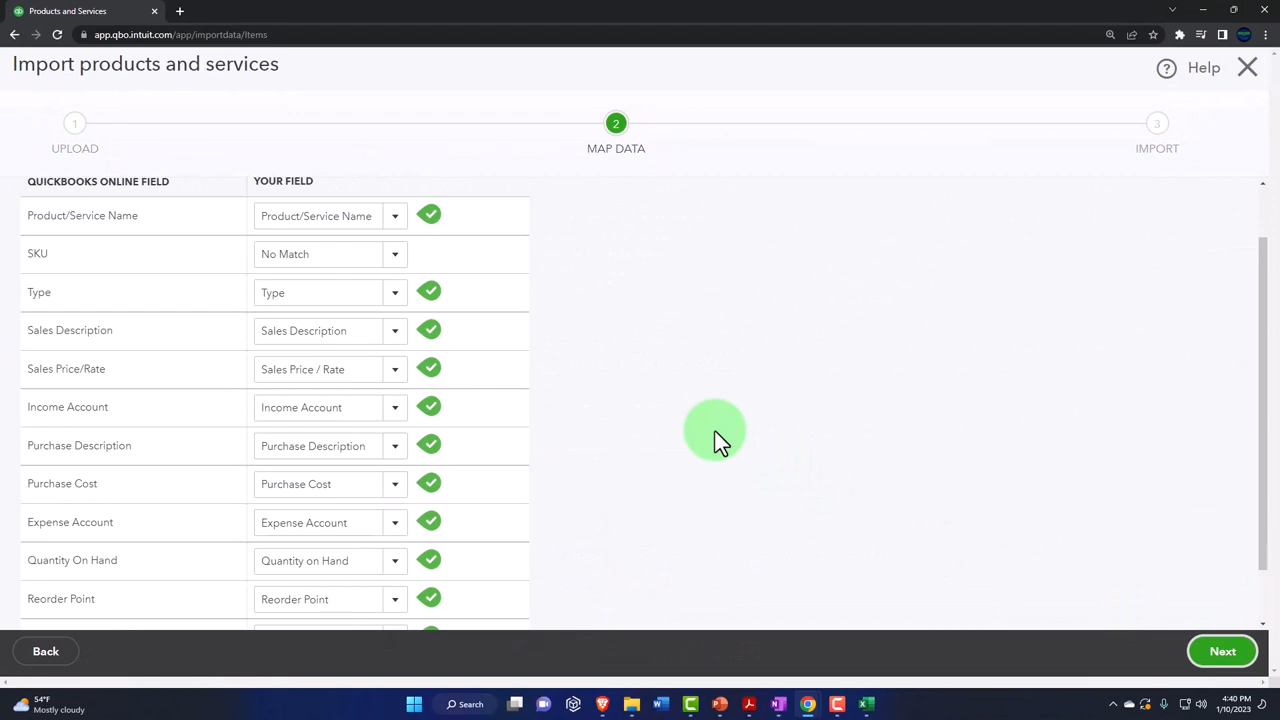 Products and Services
app.qbo.intuit.com/app/importdata/Items
Import products and services
Help
1
2
3
UPLOAD
MAP DATA
IMPORT
QUICKBOOKS ONLINE FIELD YOUR FIELD
Product/Service Name Product/Service Name
SKU No Match
Type Type
Sales Description Sales Description
Sales Price/Rate Sales Price / Rate
Income Account Income Account
Purchase Description Purchase Description
Purchase Cost Purchase Cost
Expense Account Expense Account
Quantity On Hand Quantity on Hand
Reorder Point Reorder Point
Back Next
54°F
Mostly cloudy
Search
4:40 PM
1/10/2023